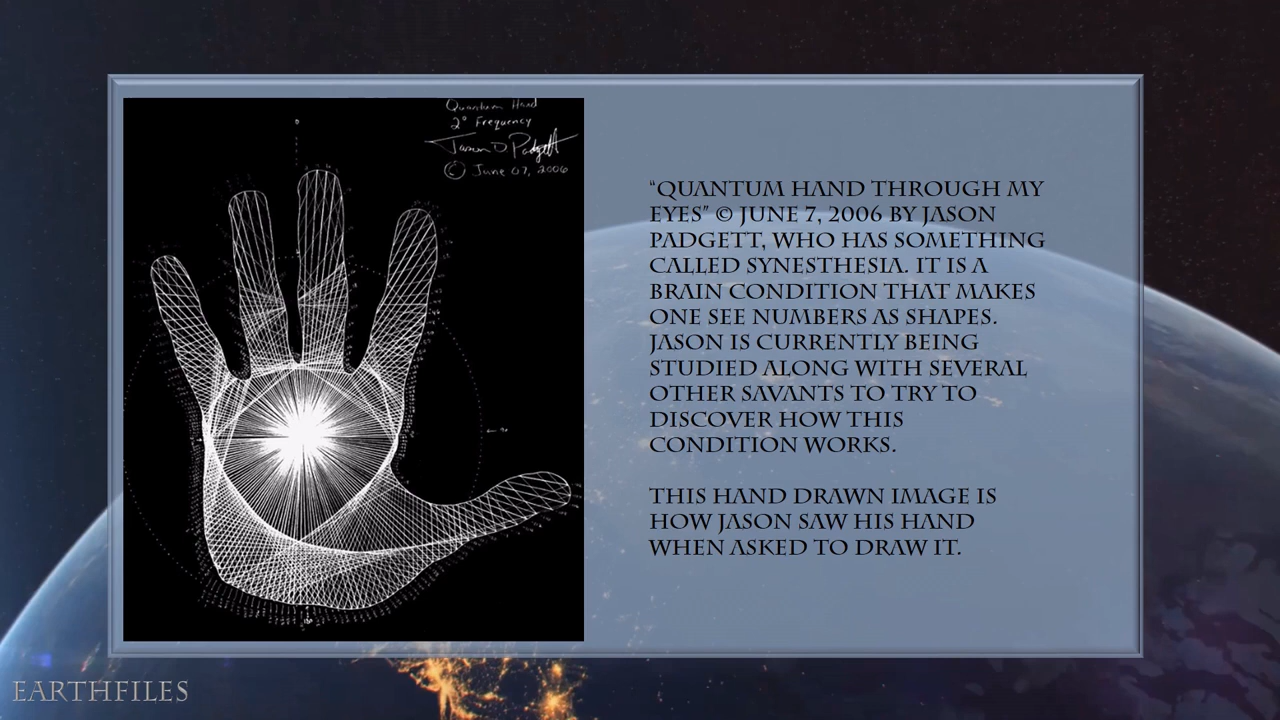 Quantum Hand
2° Frequency
Jason D. Padgett
© June 07, 2006
"QUANTUM HAND THROUGH MY
EYES" © JUNE 7, 2006 BY JASON
PADGETT, WHO HAS SOMETHING
CALLED SYNESTHESIA. IT IS A
BRAIN CONDITION THAT MAKES
ONE SEE NUMBERS AS SHAPES.
JASON IS CURRENTLY BEING
STUDIED ALONG WITH SEVERAL
OTHER SAVANTS TO TRY TO
DISCOVER HOW THIS
CONDITION WORKS.
THIS HAND DRAWN IMAGE IS
HOW JASON SAW HIS HAND
WHEN ASKED TO DRAW IT.
EARTHFILES